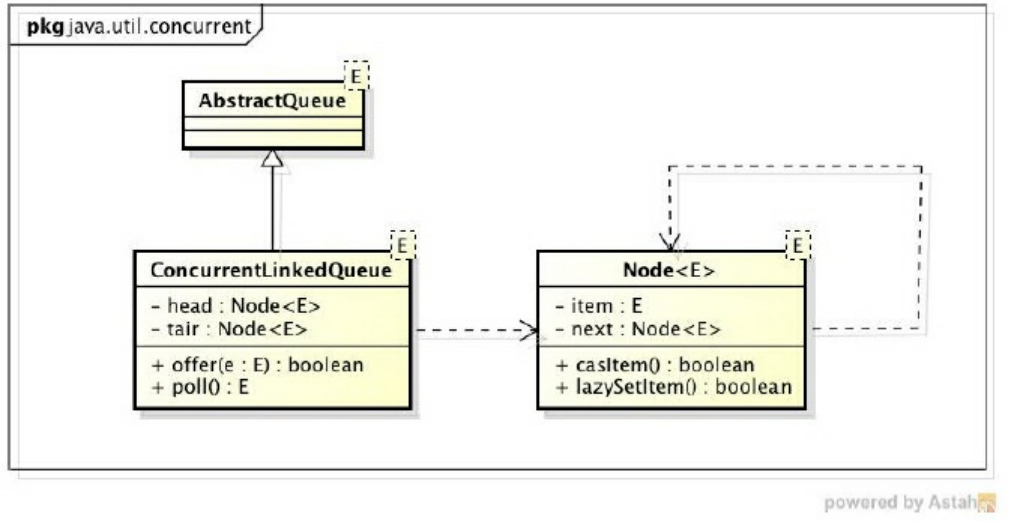 pkg java.util.concurrent
E
AbstractQueue
E
ConcurrentLinkedQueue
- head : Node<E>
- tair : Node<E>
+ offer(e : E) : boolean
+ poll() : E
E
Node<E>
- item : E
- next : Node<E>
+ casItem() : boolean
+ lazySetItem() : boolean
powered by Astah